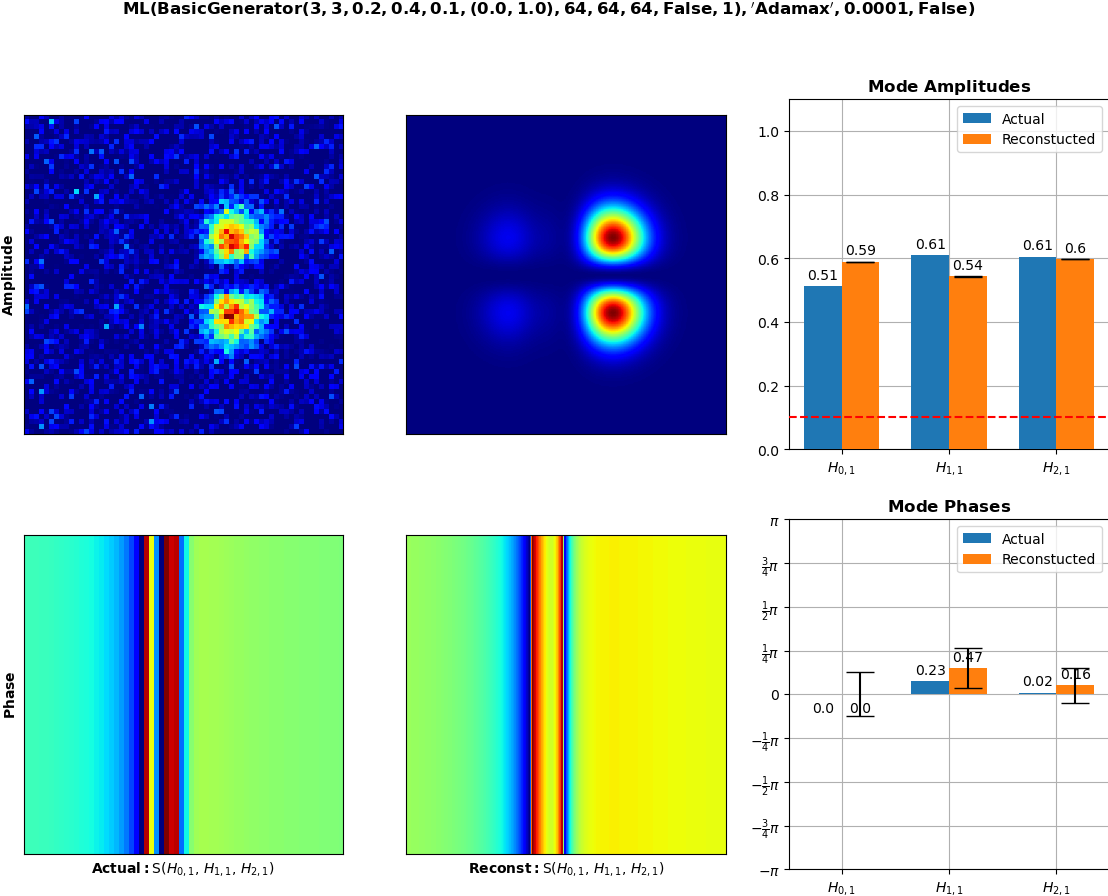 ML(BasicGenerator(3, 3, 0.2, 0.4, 0.1, (0.0, 1.0), 64, 64, 64, False, 1), 'Adamax', 0.0001, False)
Amplitude
Mode Amplitudes
Actual
Reconstucted
1.0
0.8
0.6
0.4
0.2
0.0
0.51
0.59
0.61
0.54
0.61
0.6
H0,1
H1,1
H2,1
Phase
Actual: S(H0,1, H1,1, H2,1)
Reconst: S(H0,1, H1,1, H2,1)
Mode Phases
Actual
Reconstucted
π
3/4π
1/2π
1/4π
0
−1/4π
−1/2π
−3/4π
−π
0.0
0.0
0.23
0.47
0.02
0.16
H0,1
H1,1
H2,1